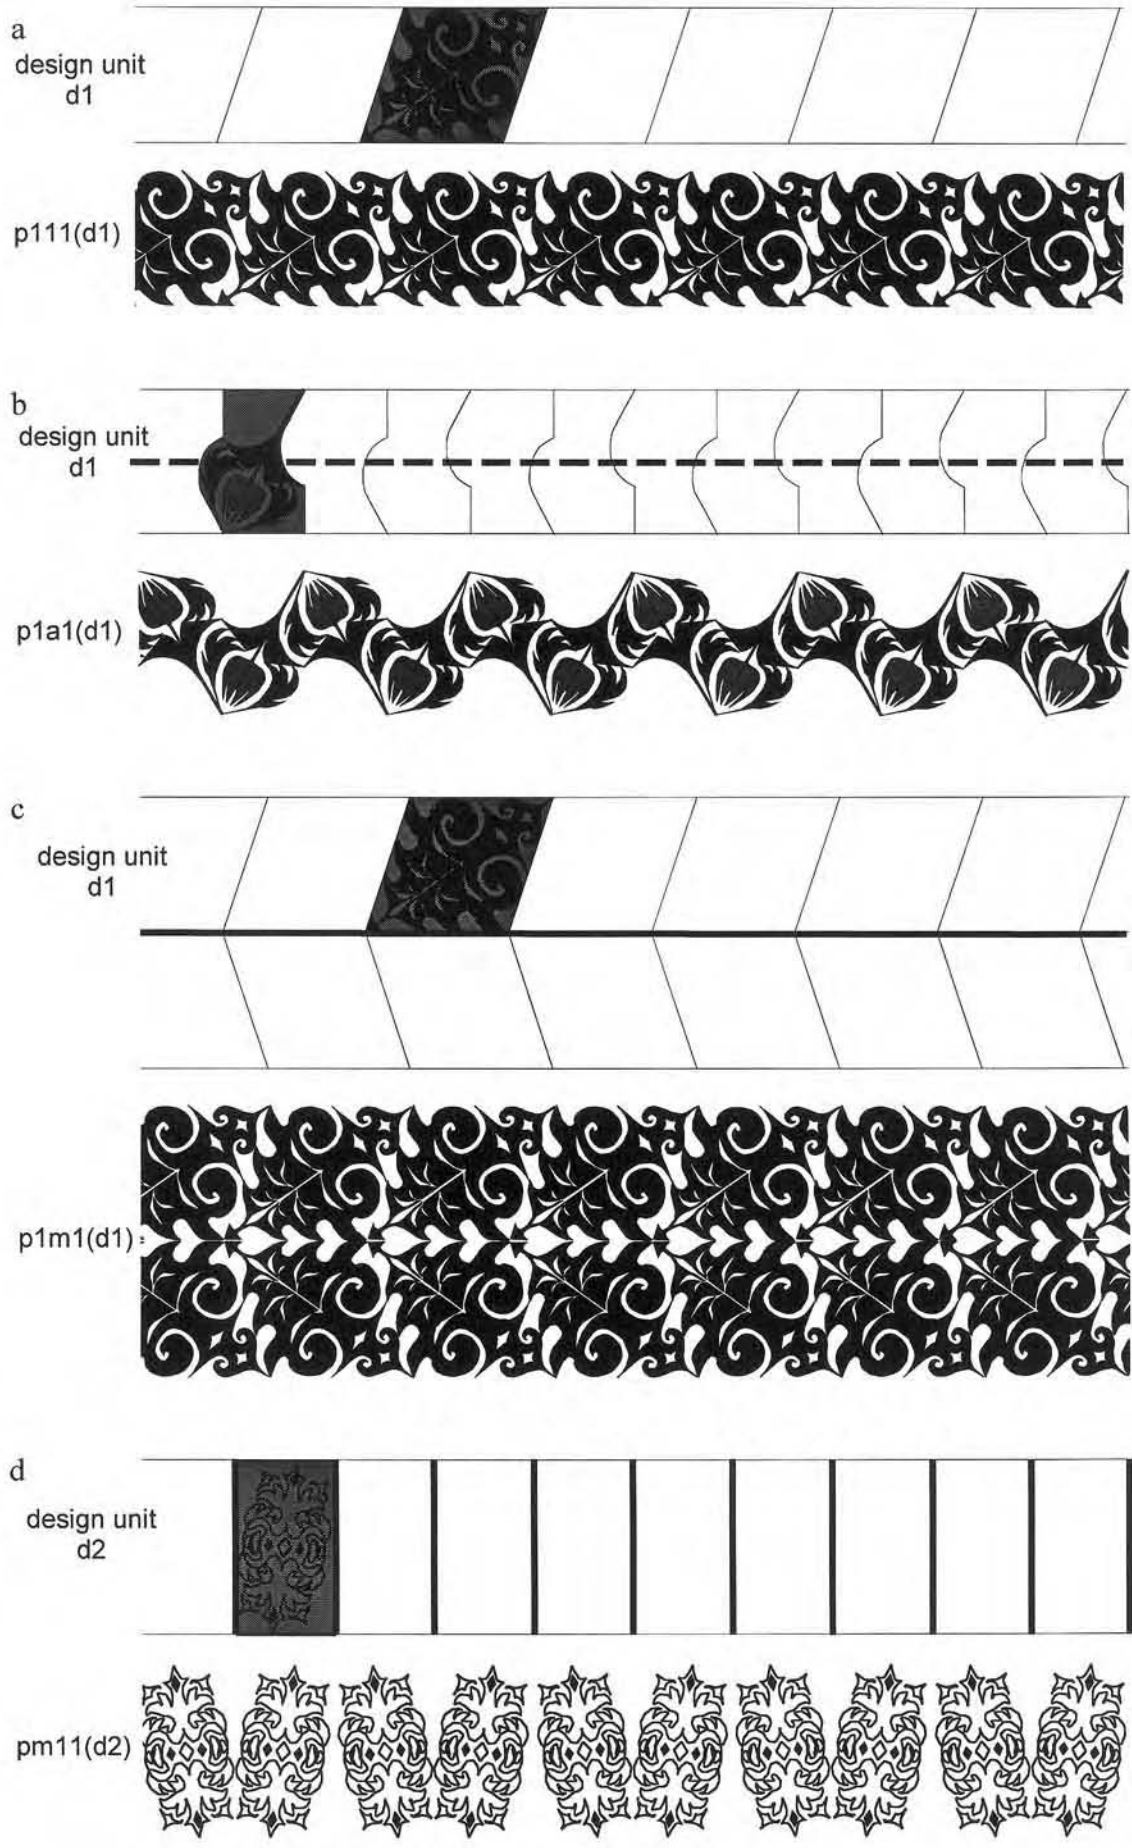 a
design unit
d1
p111(d1)
b
design unit
d1
p1a1(d1)
c
design unit
d1
p1m1(d1)
d
design unit
d2
pm11(d2)